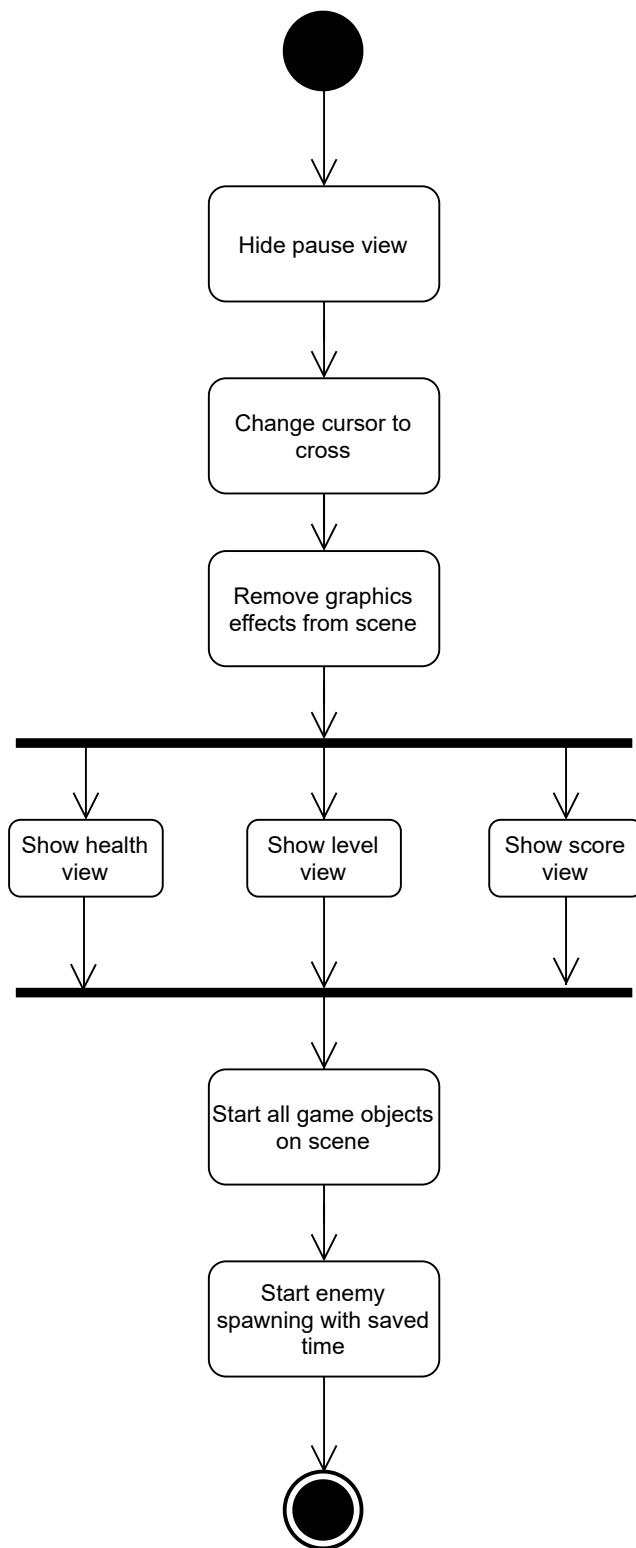 Hide pause view
Change cursor to
cross
Remove graphics
effects from scene
Show health
view
Show level
view
Show score
view
Start all game objects
on scene
Start enemy
spawning with saved
time